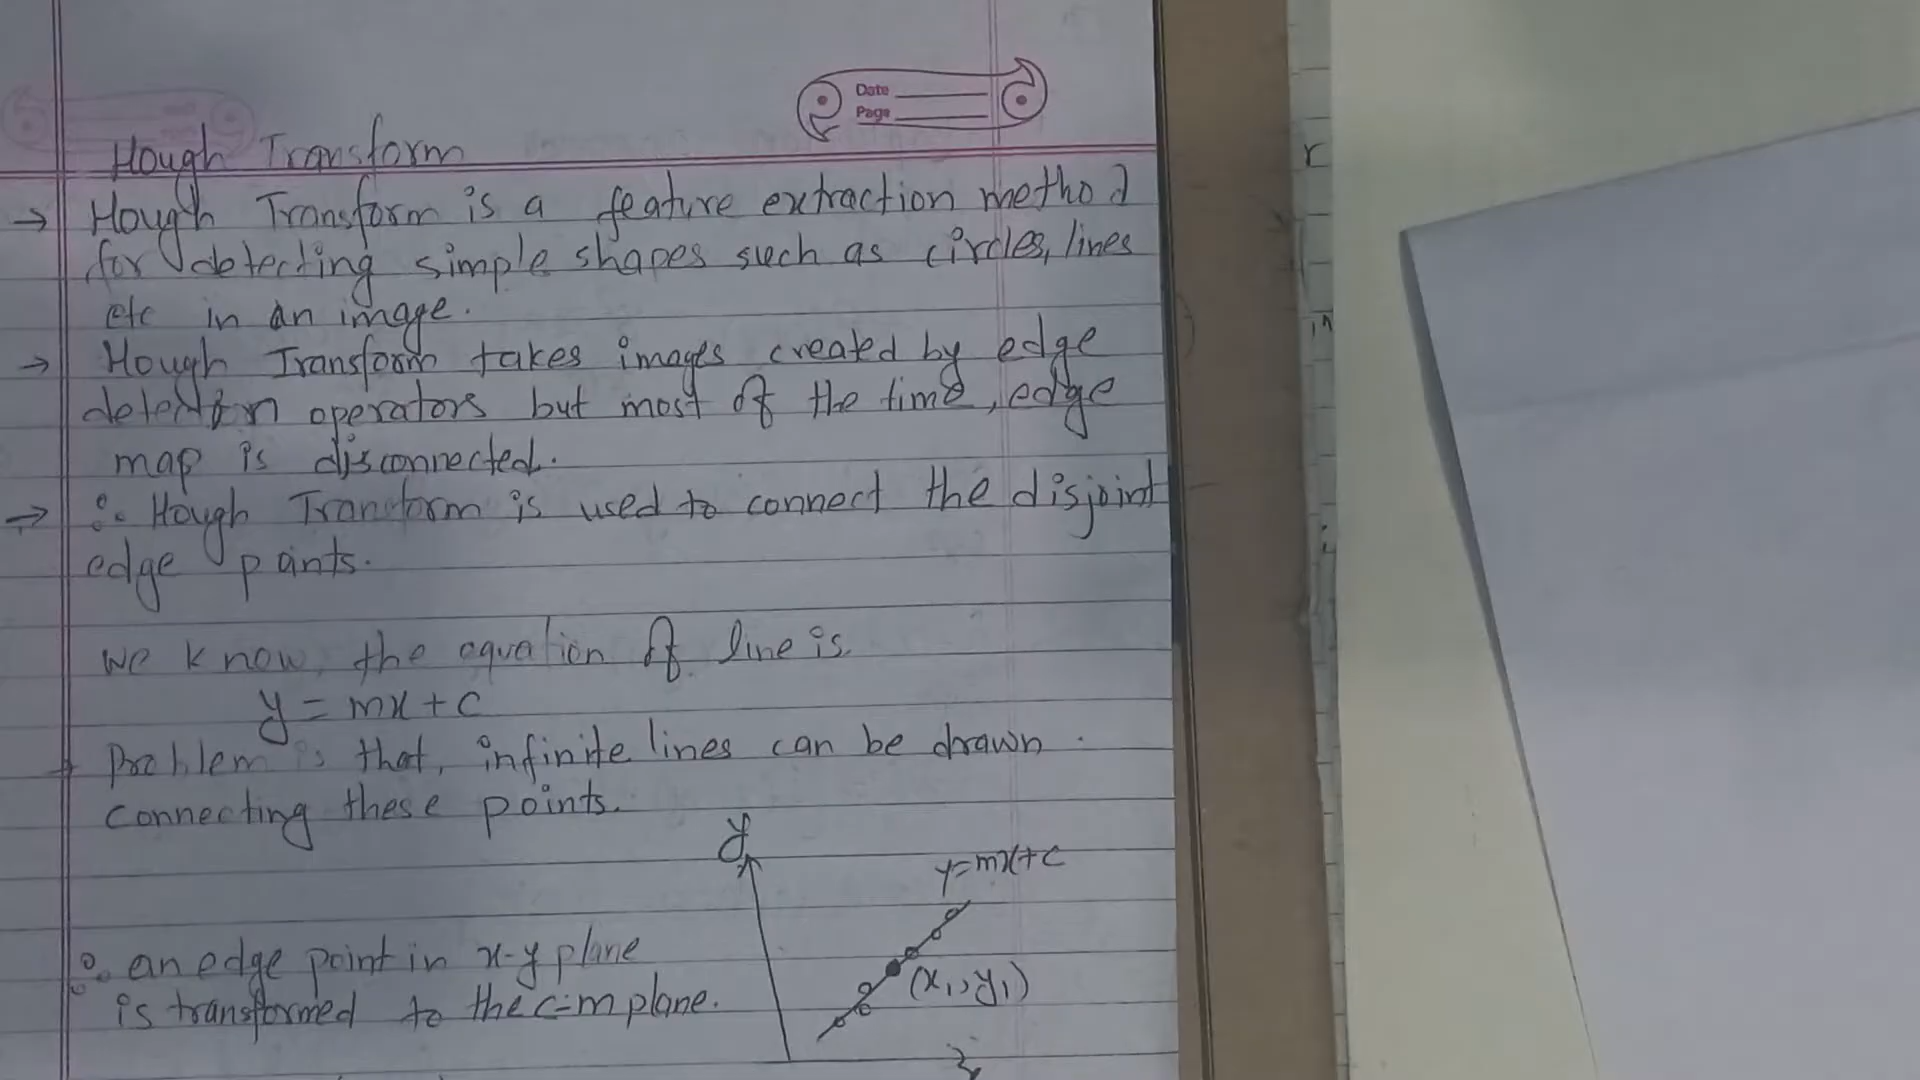 Date
Page
Hough Transform
→ Hough Transform is a feature extraction method
for detecting simple shapes such as circles, lines
etc in an image.
→ Hough Transform takes images created by edge
detection operators but most of the time, edge
map is disconnected.
→ ∴ Hough Transform is used to connect the disjoint
edge points.
we know, the equation of line is
y = mx + c
→ Problem is that, infinite lines can be drawn
connecting these points.
y
y=mx+c
∴ an edge point in x-y plane
(x₁, y₁)
is transformed to the c-m plane.
r
in